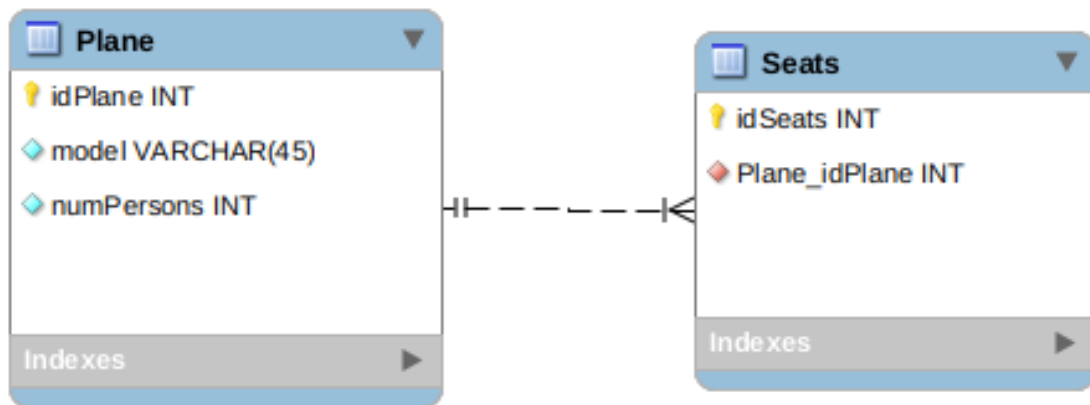 Plane
idPlane INT
model VARCHAR(45)
numPersons INT
Indexes
Seats
idSeats INT
Plane_idPlane INT
Indexes